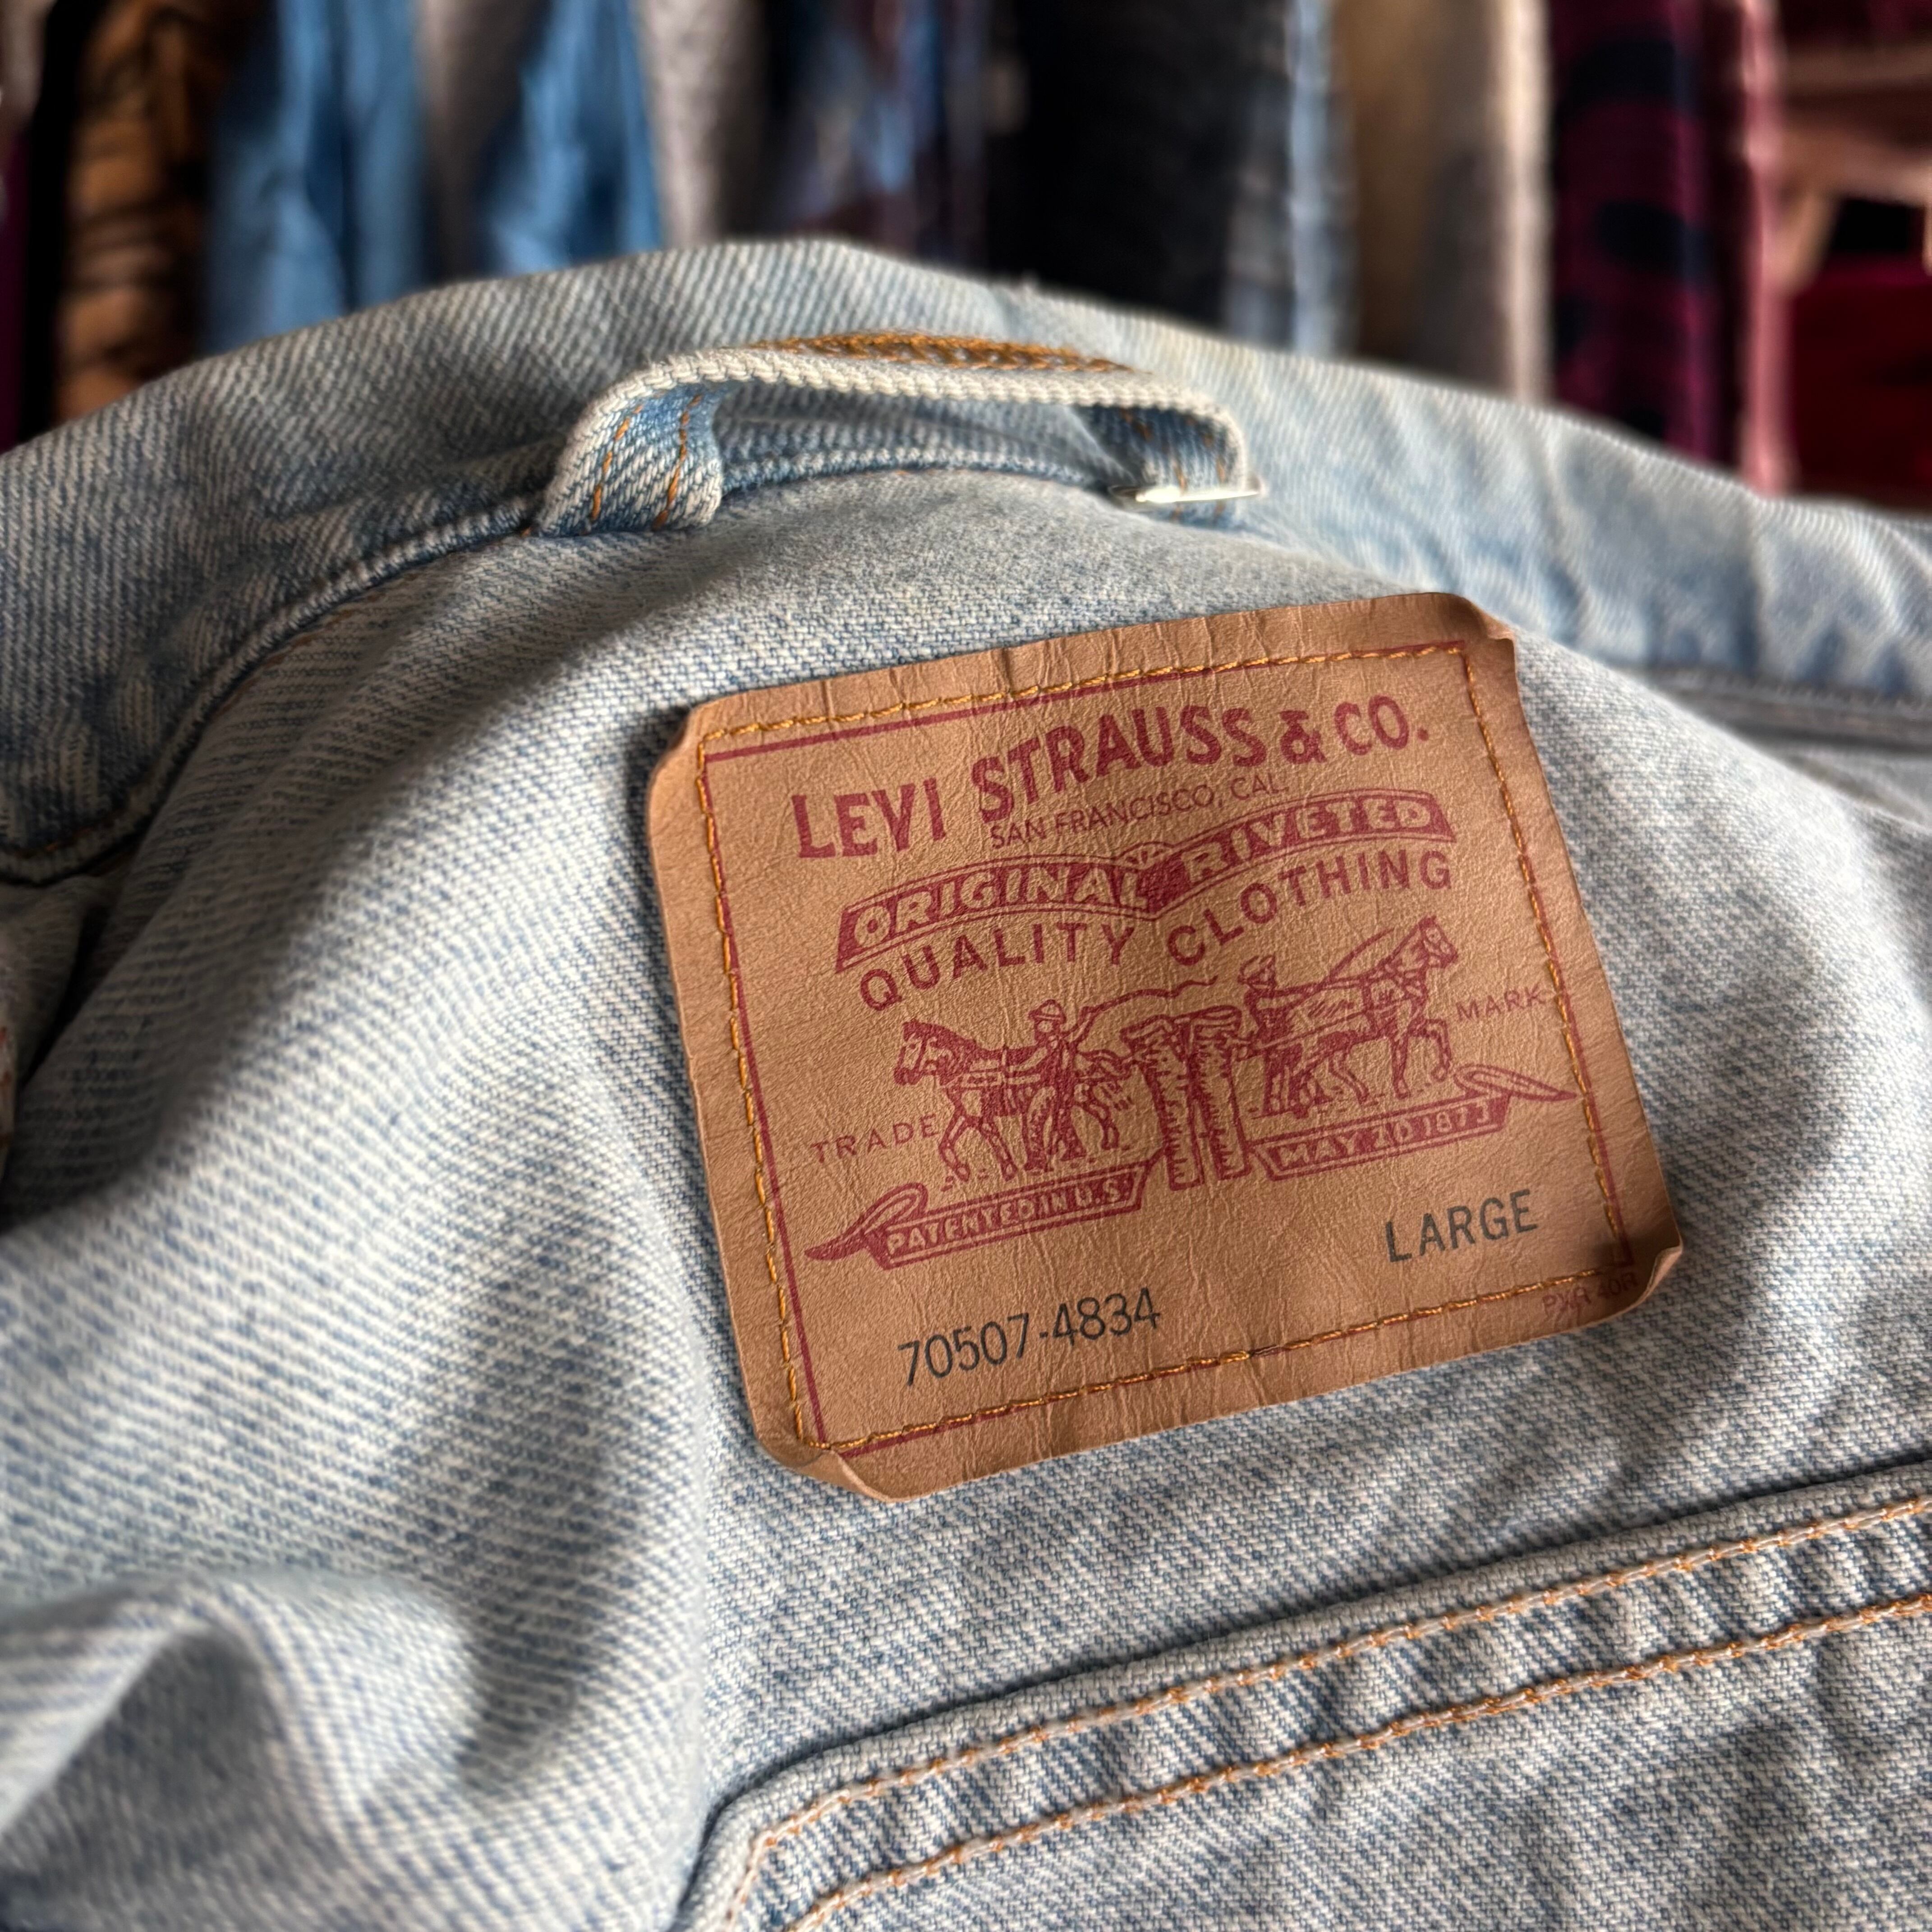 LEVI STRAUSS & CO.
SAN FRANCISCO, CAL.
ORIGINAL RIVETED
QUALITY CLOTHING
TRADE MARK
PATENTED IN U.S.
MAY 20 1873
LARGE
70507-4834